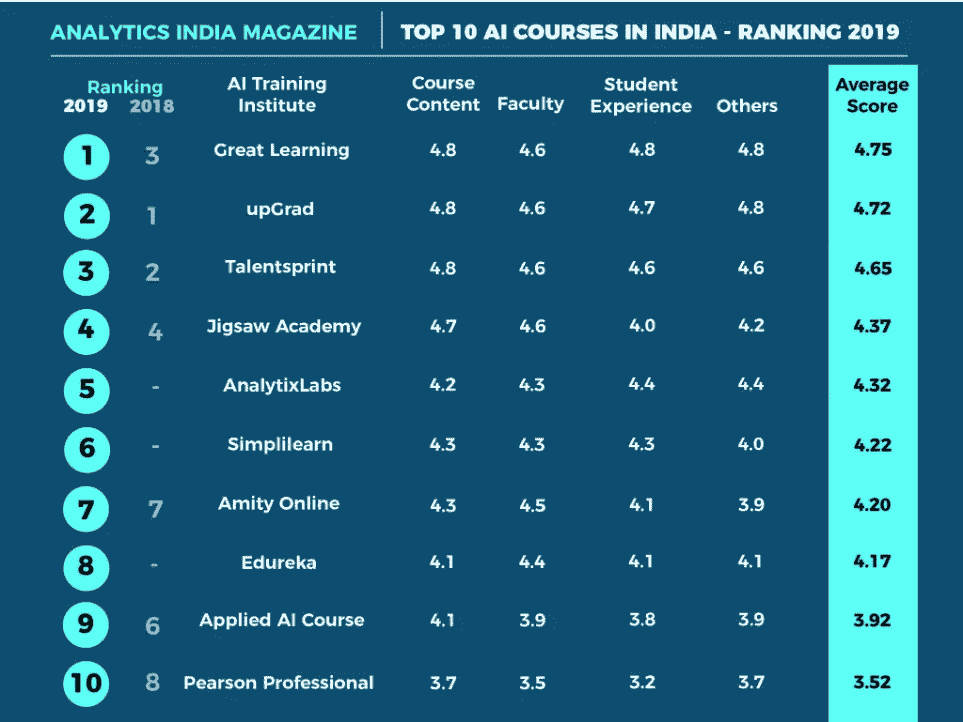 ANALYTICS INDIA MAGAZINE | TOP 10 AI COURSES IN INDIA - RANKING 2019
Ranking AI Training Institute Course Content Faculty Student Experience Others Average Score
2019 2018
1 3 Great Learning 4.8 4.6 4.8 4.8 4.75
2 1 upGrad 4.8 4.6 4.7 4.8 4.72
3 2 Talentsprint 4.8 4.6 4.6 4.6 4.65
4 4 Jigsaw Academy 4.7 4.6 4.0 4.2 4.37
5 - AnalytixLabs 4.2 4.3 4.4 4.4 4.32
6 - Simplilearn 4.3 4.3 4.3 4.0 4.22
7 7 Amity Online 4.3 4.5 4.1 3.9 4.20
8 - Edureka 4.1 4.4 4.1 4.1 4.17
9 6 Applied AI Course 4.1 3.9 3.8 3.9 3.92
10 8 Pearson Professional 3.7 3.5 3.2 3.7 3.52